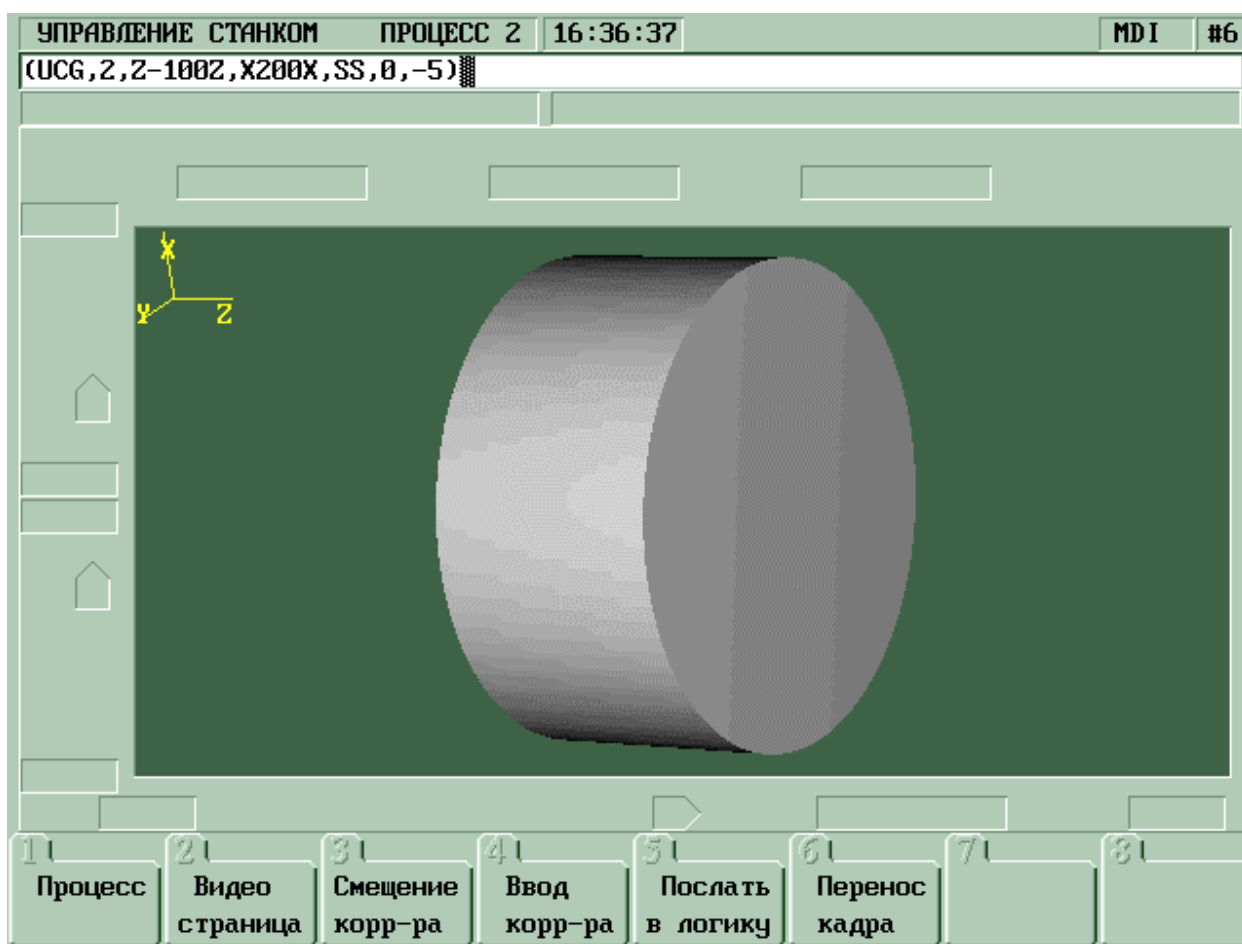 УПРАВЛЕНИЕ СТАНКОМ ПРОЦЕСС 2 16:36:37 MDI #6
(UCG,2,Z-100Z,X200X,SS,0,-5)
X
Y Z
1 2 3 4 5 6 7 8
Процесс Видео Смещение Ввод Послать Перенос
страница корр-ра корр-ра в логику кадра